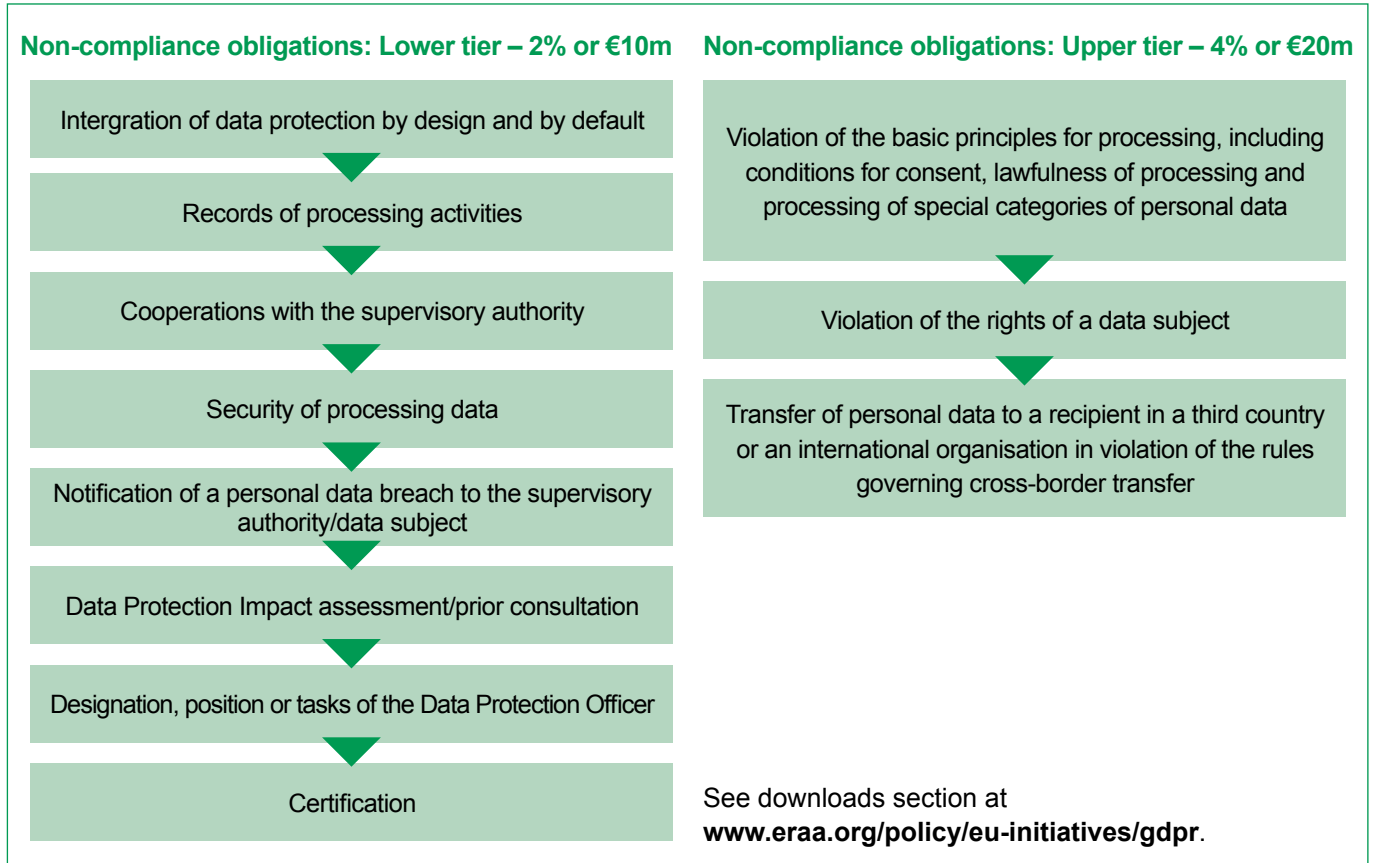 Non-compliance obligations: Lower tier – 2% or €10m
Intergration of data protection by design and by default
Records of processing activities
Cooperations with the supervisory authority
Security of processing data
Notification of a personal data breach to the supervisory
authority/data subject
Data Protection Impact assessment/prior consultation
Designation, position or tasks of the Data Protection Officer
Certification
Non-compliance obligations: Upper tier – 4% or €20m
Violation of the basic principles for processing, including
conditions for consent, lawfulness of processing and
processing of special categories of personal data
Violation of the rights of a data subject
Transfer of personal data to a recipient in a third country
or an international organisation in violation of the rules
governing cross-border transfer
See downloads section at
www.eraa.org/policy/eu-initiatives/gdpr.